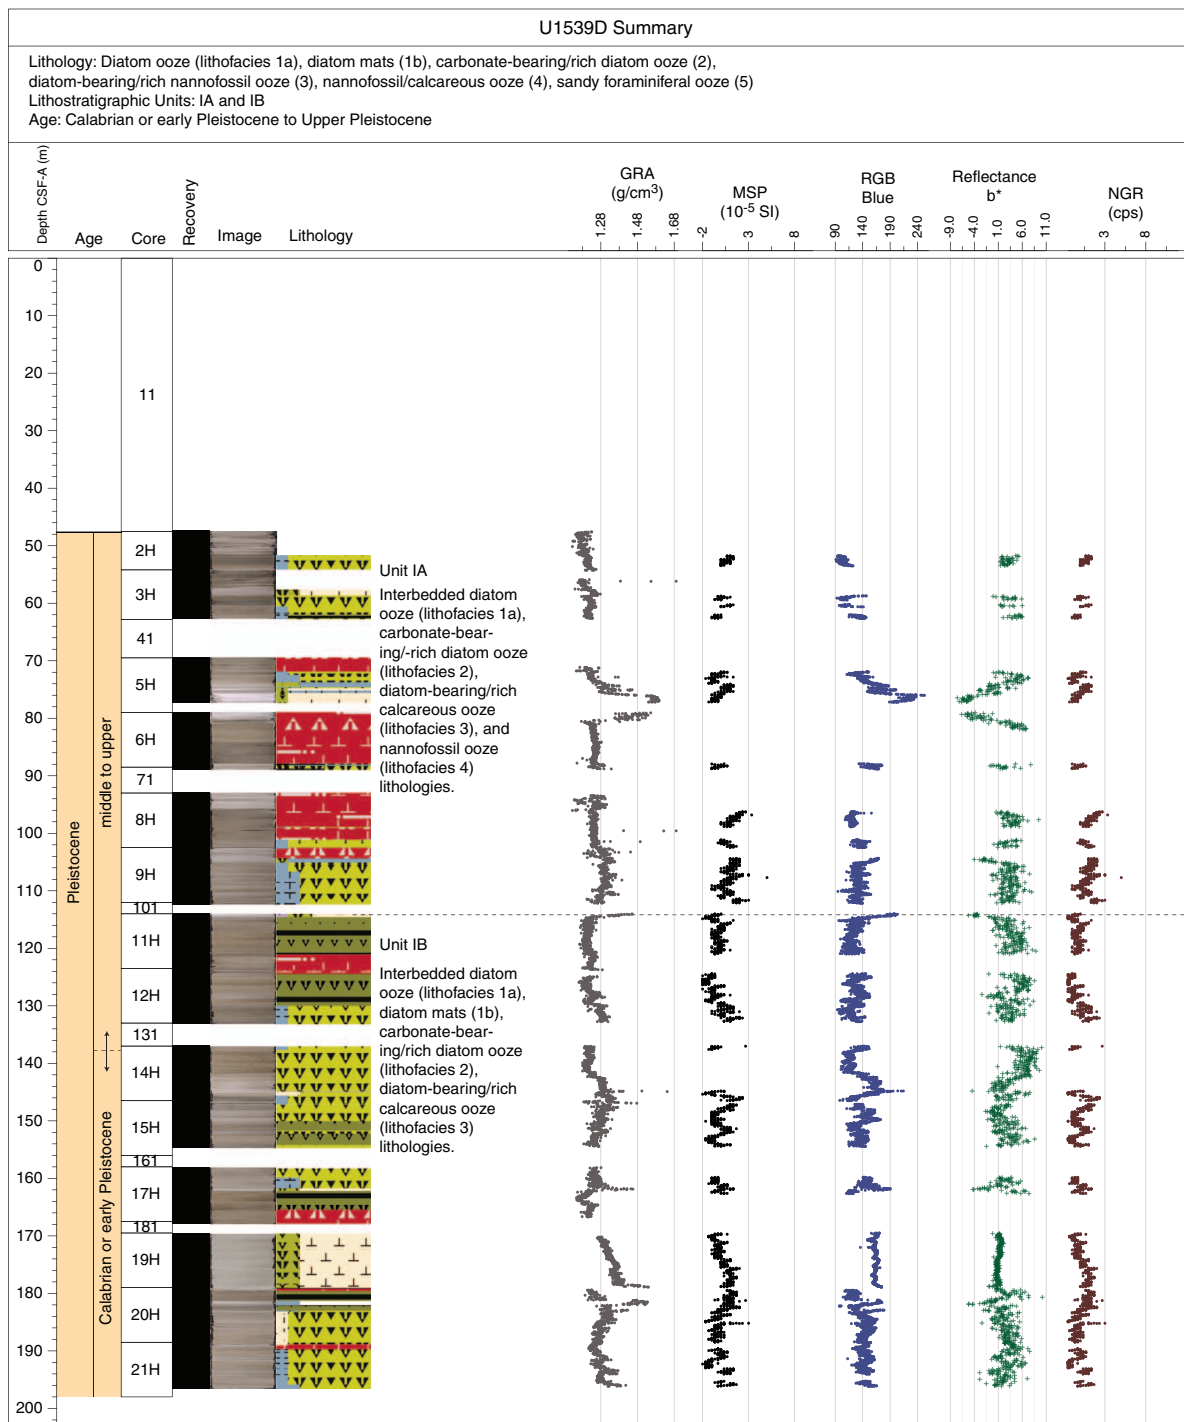 U1539D Summary
Lithology: Diatom ooze (lithofacies 1a), diatom mats (1b), carbonate-bearing/rich diatom ooze (2),
diatom-bearing/rich nannofossil ooze (3), nannofossil/calcareous ooze (4), sandy foraminiferal ooze (5)
Lithostratigraphic Units: IA and IB
Age: Calabrian or early Pleistocene to Upper Pleistocene
Depth CSF-A (m)
Age
Core
Recovery
Image
Lithology
GRA
(g/cm3)
1.28 1.48 1.68
MSP
(10-5 SI)
-2 3 8
RGB
Blue
90 140 190 240
Reflectance
b*
-9.0 -4.0 1.0 6.0 11.0
NGR
(cps)
3 8
0
10
20
30
40
50
60
70
80
90
100
110
120
130
140
150
160
170
180
190
200
Pleistocene
middle to upper
Calabrian or early Pleistocene
11
2H
3H
41
5H
6H
71
8H
9H
101
11H
12H
131
14H
15H
161
17H
181
19H
20H
21H
Unit IA
Interbedded diatom
ooze (lithofacies 1a),
carbonate-bear-
ing/-rich diatom ooze
(lithofacies 2),
diatom-bearing/rich
calcareous ooze
(lithofacies 3), and
nannofossil ooze
(lithofacies 4)
lithologies.
Unit IB
Interbedded diatom
ooze (lithofacies 1a),
diatom mats (1b),
carbonate-bear-
ing/rich diatom ooze
(lithofacies 2),
diatom-bearing/rich
calcareous ooze
(lithofacies 3)
lithologies.